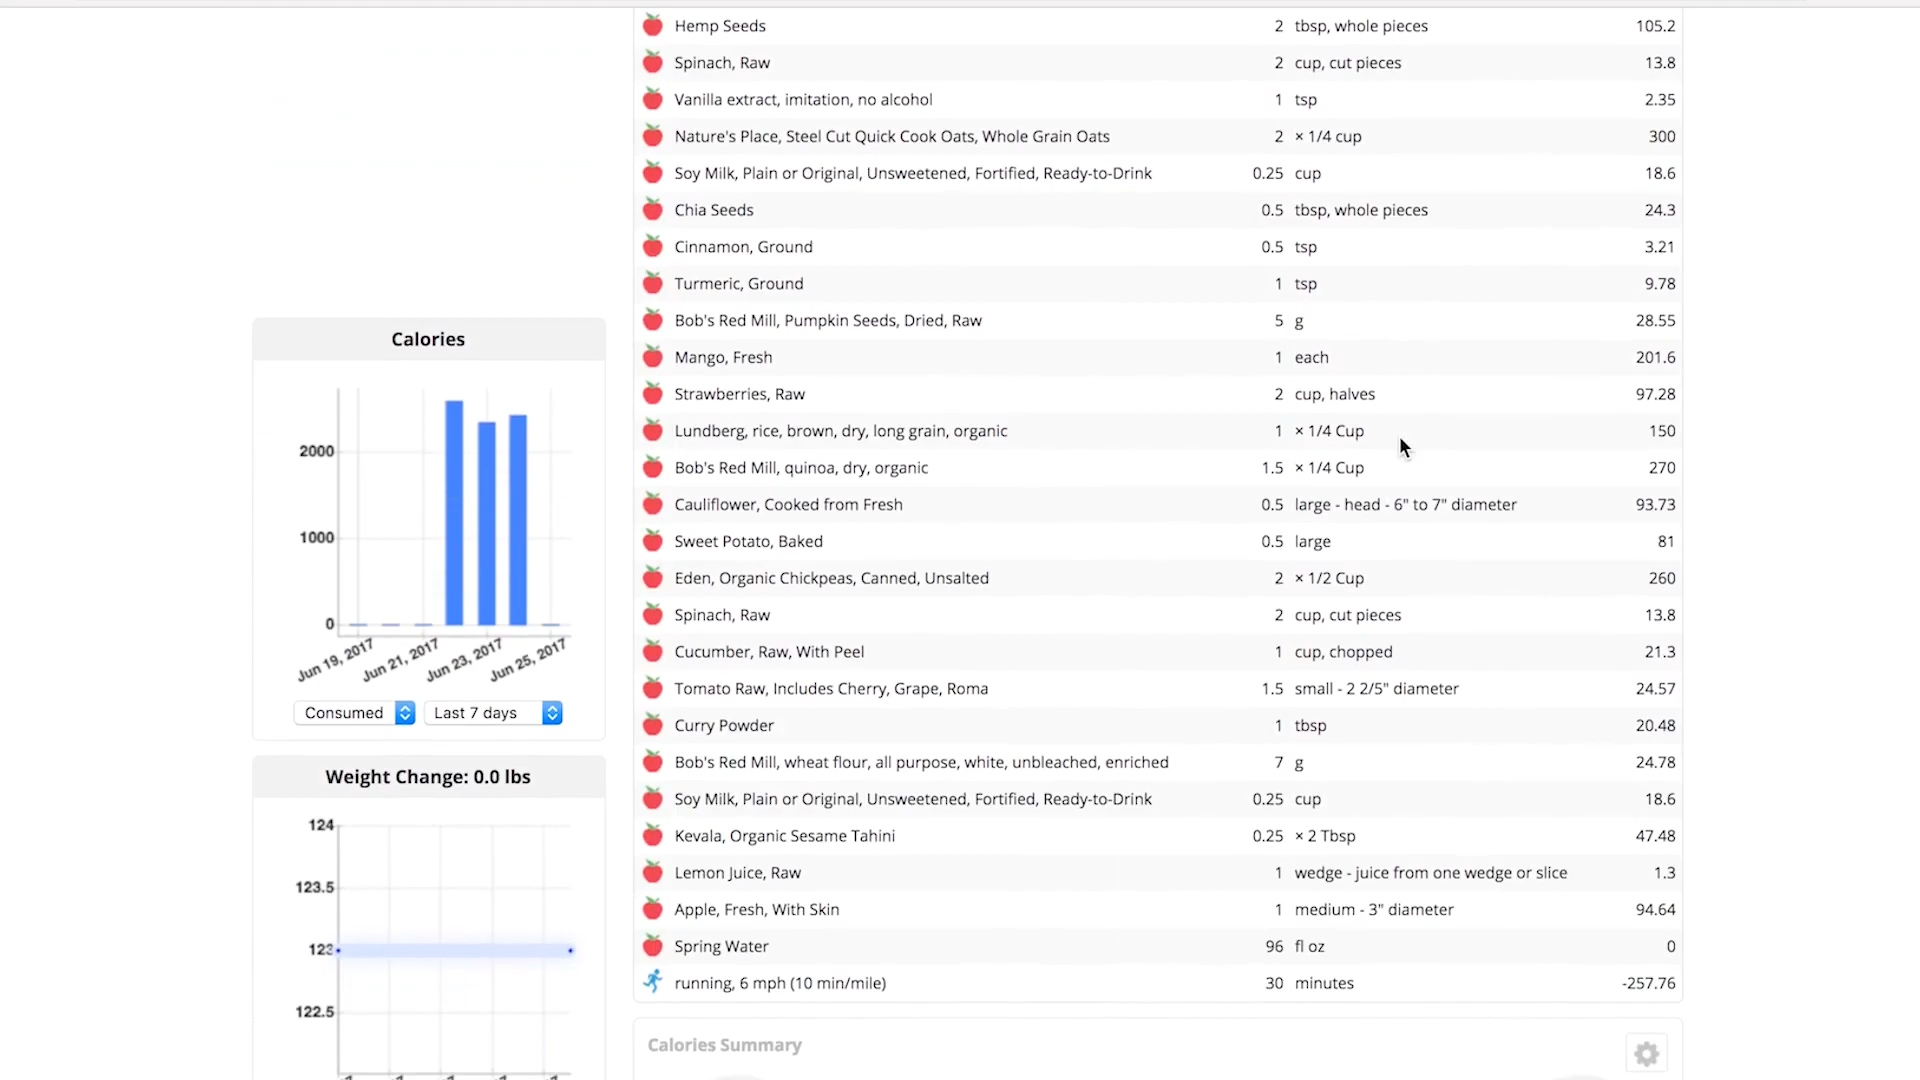 Hemp Seeds 2 tbsp, whole pieces 105.2
Spinach, Raw 2 cup, cut pieces 13.8
Vanilla extract, imitation, no alcohol 1 tsp 2.35
Nature's Place, Steel Cut Quick Cook Oats, Whole Grain Oats 2 × 1/4 cup 300
Soy Milk, Plain or Original, Unsweetened, Fortified, Ready-to-Drink 0.25 cup 18.6
Chia Seeds 0.5 tbsp, whole pieces 24.3
Cinnamon, Ground 0.5 tsp 3.21
Turmeric, Ground 1 tsp 9.78
Bob's Red Mill, Pumpkin Seeds, Dried, Raw 5 g 28.55
Mango, Fresh 1 each 201.6
Strawberries, Raw 2 cup, halves 97.28
Lundberg, rice, brown, dry, long grain, organic 1 × 1/4 Cup 150
Bob's Red Mill, quinoa, dry, organic 1.5 × 1/4 Cup 270
Cauliflower, Cooked from Fresh 0.5 large - head - 6" to 7" diameter 93.73
Sweet Potato, Baked 0.5 large 81
Eden, Organic Chickpeas, Canned, Unsalted 2 × 1/2 Cup 260
Spinach, Raw 2 cup, cut pieces 13.8
Cucumber, Raw, With Peel 1 cup, chopped 21.3
Tomato Raw, Includes Cherry, Grape, Roma 1.5 small - 2 2/5" diameter 24.57
Curry Powder 1 tbsp 20.48
Bob's Red Mill, wheat flour, all purpose, white, unbleached, enriched 7 g 24.78
Soy Milk, Plain or Original, Unsweetened, Fortified, Ready-to-Drink 0.25 cup 18.6
Kevala, Organic Sesame Tahini 0.25 × 2 Tbsp 47.48
Lemon Juice, Raw 1 wedge - juice from one wedge or slice 1.3
Apple, Fresh, With Skin 1 medium - 3" diameter 94.64
Spring Water 96 fl oz 0
running, 6 mph (10 min/mile) 30 minutes -257.76
Calories Summary
Calories
2000
1000
0
Jun 19, 2017 Jun 21, 2017 Jun 23, 2017 Jun 25, 2017
Consumed Last 7 days
Weight Change: 0.0 lbs
124
123.5
123
122.5